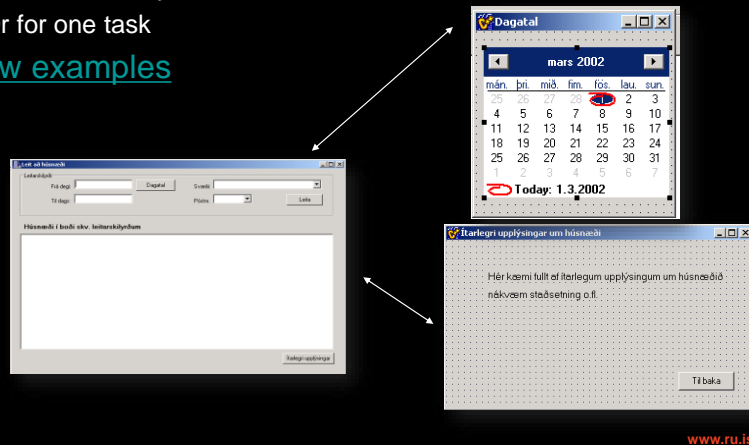 r for one task
w examples
Leit að húsnæði
Leitarskilyrði
Frá degi:
Dagatal
Svæði:
Til dags:
Póstnr.
Leita
Húsnæði í boði skv. leitarskilyrðum
Ítarlegri upplýsingar
Dagatal
mars 2002
mán. þri. mið. fim. fös. lau. sun.
25 26 27 28 1 2 3
4 5 6 7 8 9 10
11 12 13 14 15 16 17
18 19 20 21 22 23 24
25 26 27 28 29 30 31
1 2 3 4 5 6 7
Today: 1.3.2002
Ítarlegri upplýsingar um húsnæði
Hér kæmi fullt af ítarlegum upplýsingum um húsnæðið
nákvæm staðsetning o.fl.
Til baka
www.ru.is